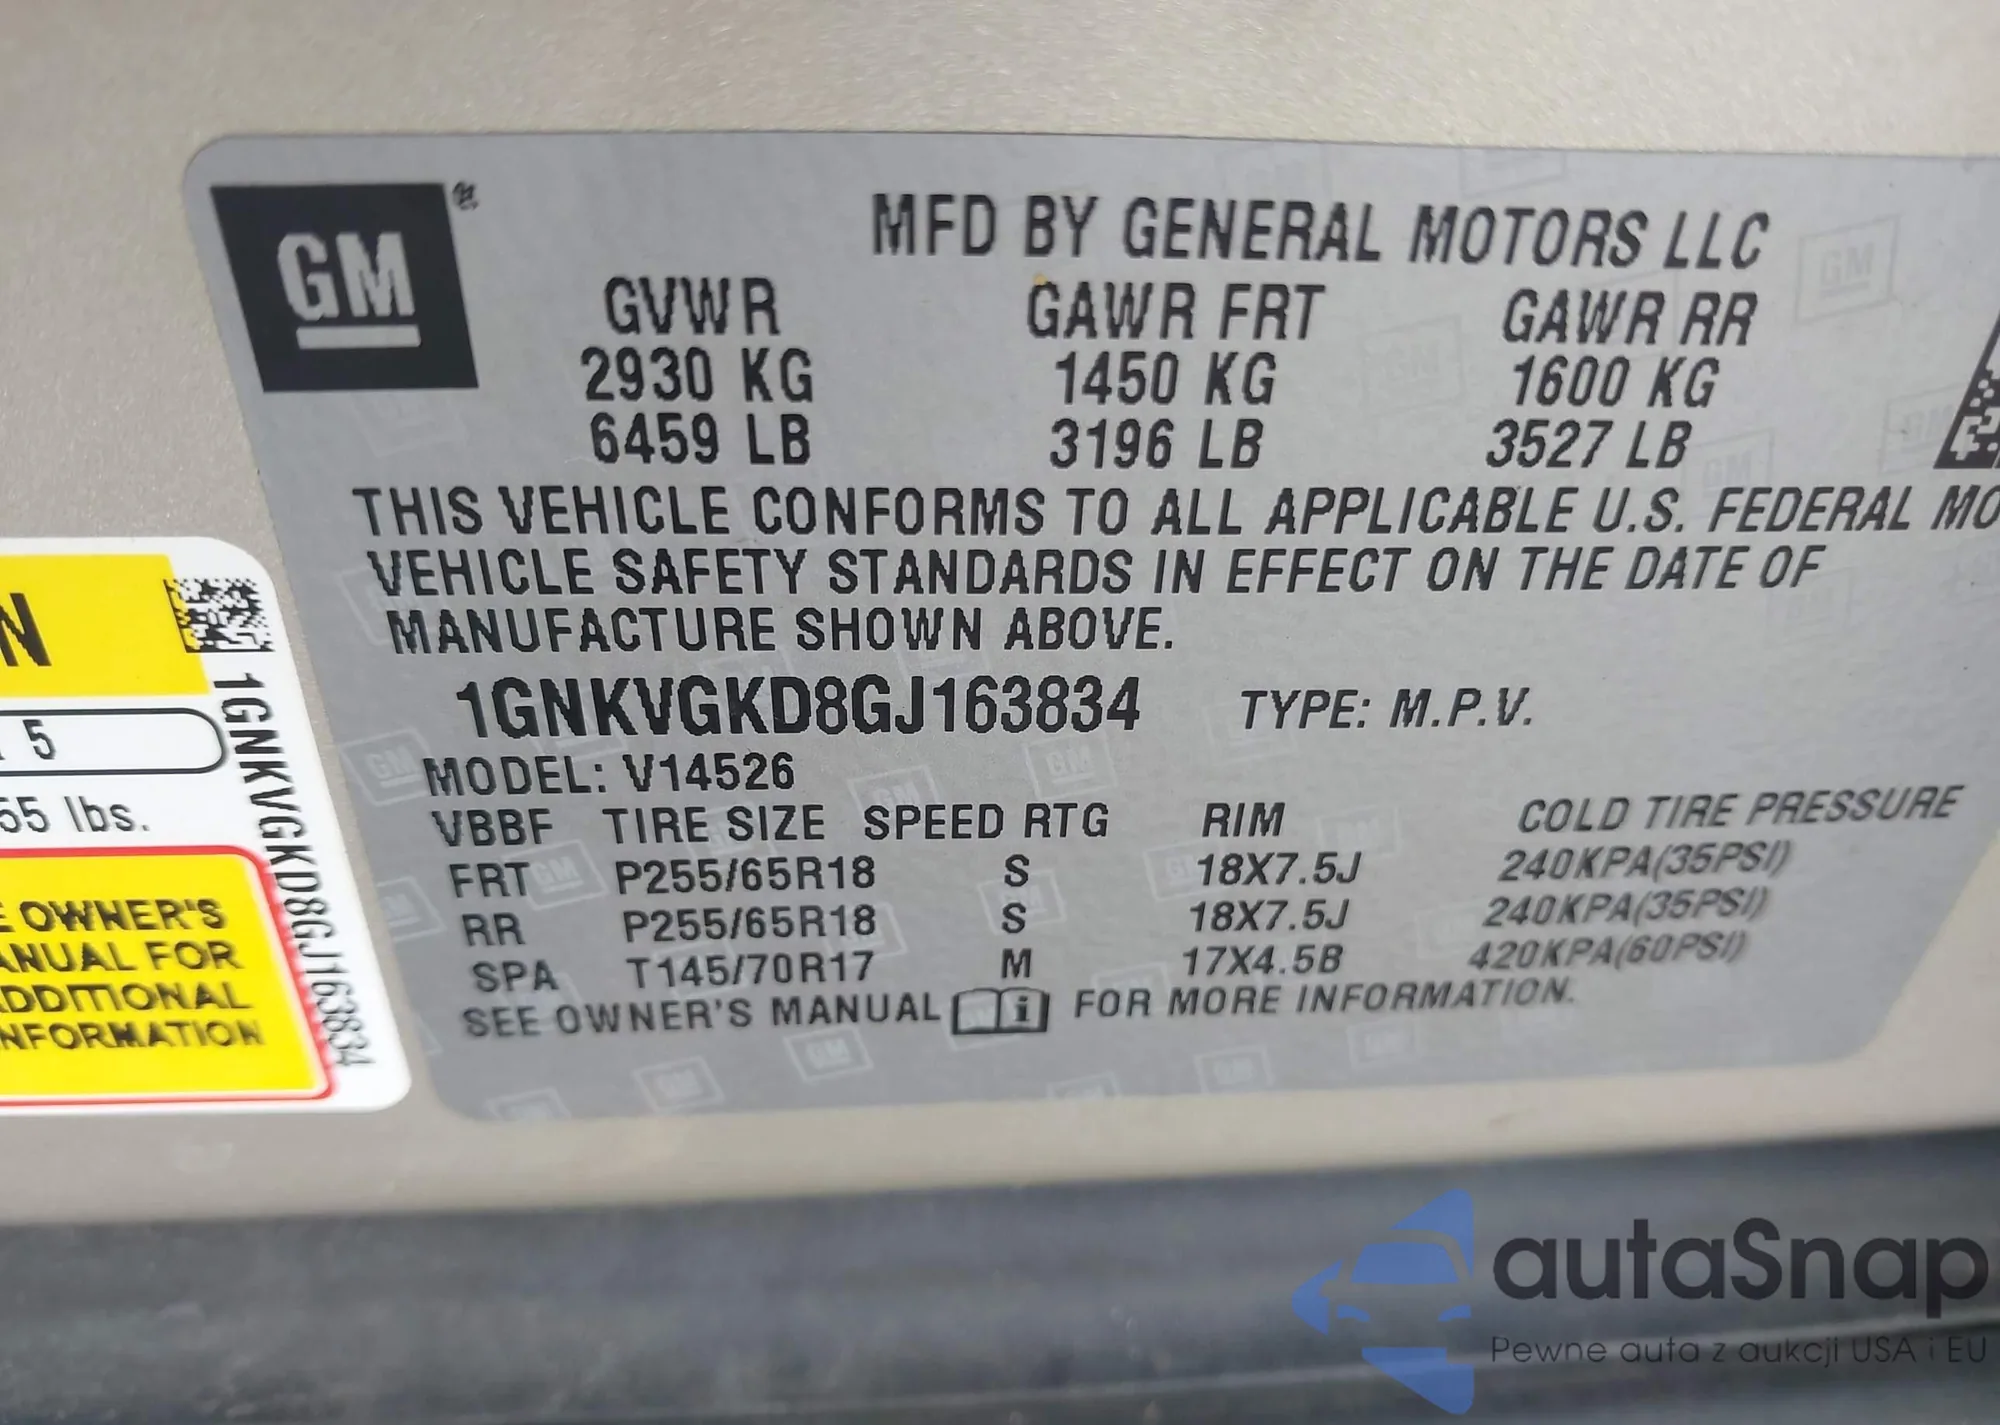 GM®
MFD BY GENERAL MOTORS LLC
GVWR GAWR FRT GAWR RR
2930 KG 1450 KG 1600 KG
6459 LB 3196 LB 3527 LB
THIS VEHICLE CONFORMS TO ALL APPLICABLE U.S. FEDERAL MO
VEHICLE SAFETY STANDARDS IN EFFECT ON THE DATE OF
MANUFACTURE SHOWN ABOVE.
1GNKVGKD8GJ163834 TYPE: M.P.V.
MODEL: V14526
VBBF TIRE SIZE SPEED RTG RIM COLD TIRE PRESSURE
FRT P255/65R18 S 18X7.5J 240KPA(35PSI)
RR P255/65R18 S 18X7.5J 240KPA(35PSI)
SPA T145/70R17 M 17X4.5B 420KPA(60PSI)
SEE OWNER'S MANUAL i FOR MORE INFORMATION.
N
5
55 lbs.
E OWNER'S
ANUAL FOR
DDITIONAL
NFORMATION
1GNKVGKD8GJ163834
autaSnap
Pewne auta z aukcji USA i EU